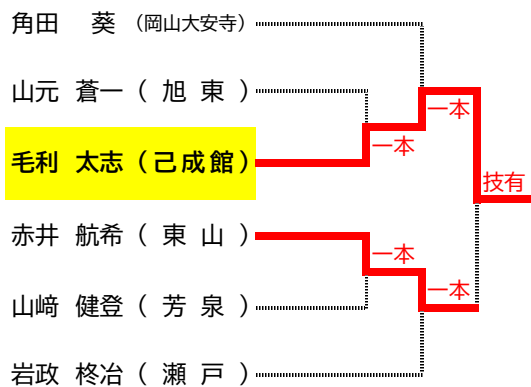 角田 葵（岡山大安寺）
山元 蒼一（旭東）
毛利 太志（己成館）
赤井 航希（東山）
山﨑 健登（芳泉）
岩政 柊冶（瀬戸）
一本
一本
技有
一本
一本